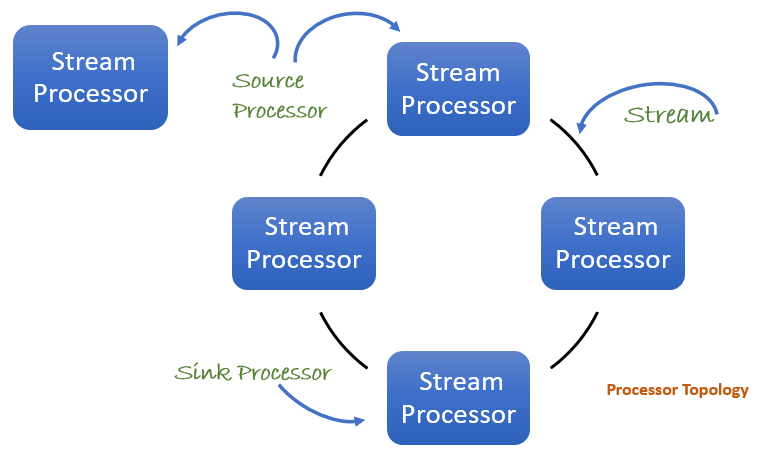 Stream
Processor
Source
Processor
Stream
Processor
Stream
Stream
Processor
Stream
Processor
Sink Processor
Stream
Processor
Processor Topology